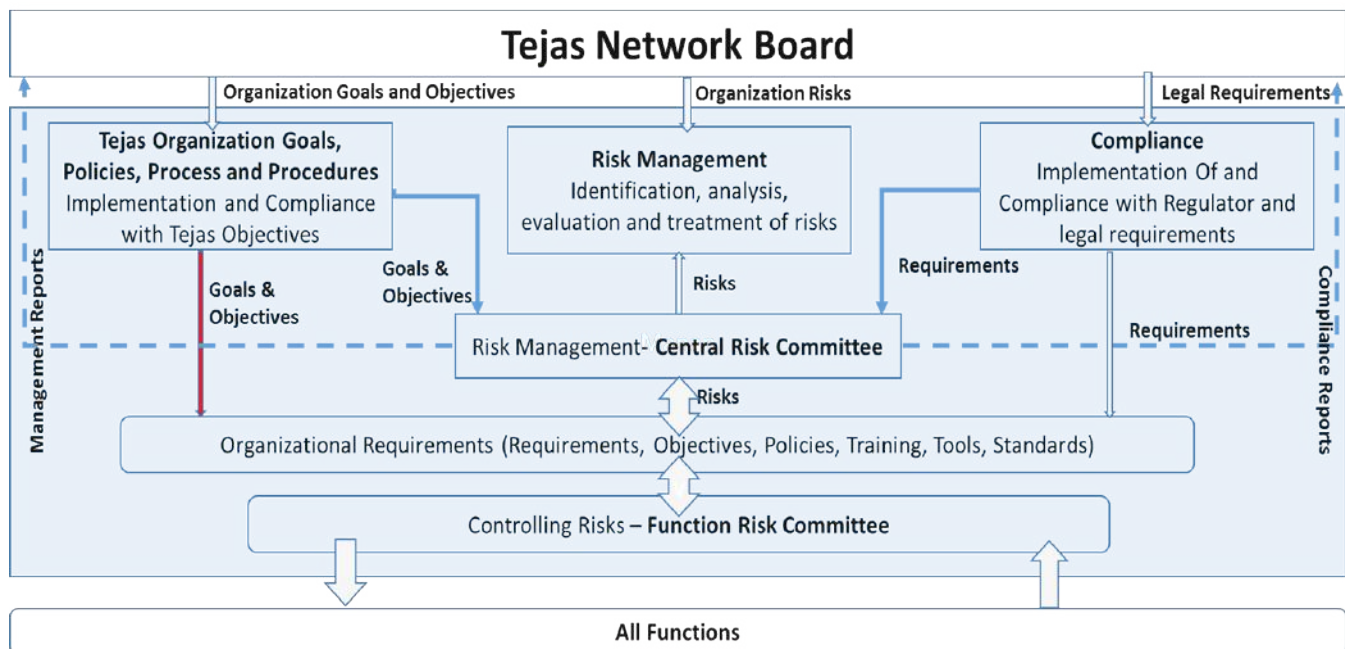 Tejas Network Board
Organization Goals and Objectives
Organization Risks
Legal Requirements
Tejas Organization Goals,
Policies, Process and Procedures
Implementation and Compliance
with Tejas Objectives
Risk Management
Identification, analysis,
evaluation and treatment of risks
Compliance
Implementation Of and
Compliance with Regulator and
legal requirements
Management Reports
Goals &
Objectives
Goals &
Objectives
Risks
Requirements
Requirements
Compliance Reports
Risk Management- Central Risk Committee
Risks
Organizational Requirements (Requirements, Objectives, Policies, Training, Tools, Standards)
Controlling Risks – Function Risk Committee
All Functions